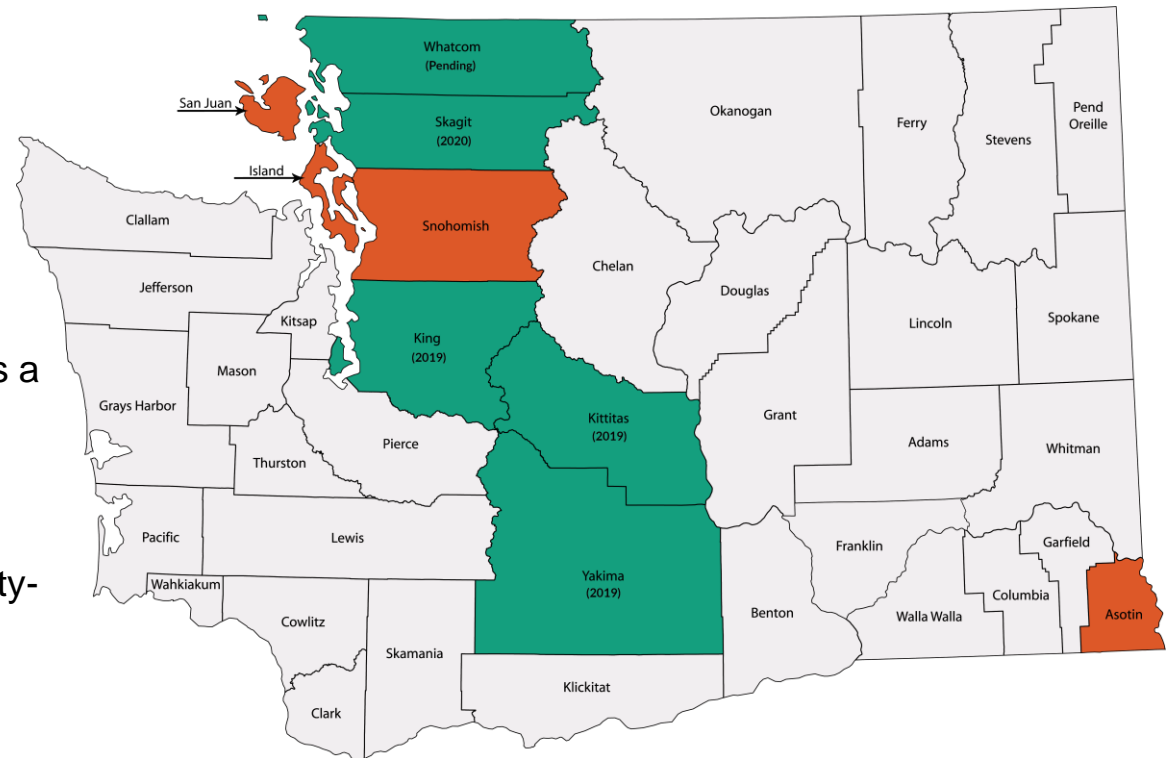 Whatcom
(Pending)
Okanogan
Ferry
Stevens
Pend
Oreille
San Juan
Skagit
(2020)
Island
Snohomish
Clallam
Chelan
Douglas
Jefferson
Kitsap
King
(2019)
Lincoln
Spokane
s a
Mason
Grays Harbor
Kittitas
(2019)
Grant
Pierce
Adams
Whitman
Thurston
Pacific
Lewis
Franklin
Garfield
ty-
Wahkiakum
Yakima
(2019)
Benton
Columbia
Walla Walla
Asotin
Cowlitz
Skamania
Klickitat
Clark